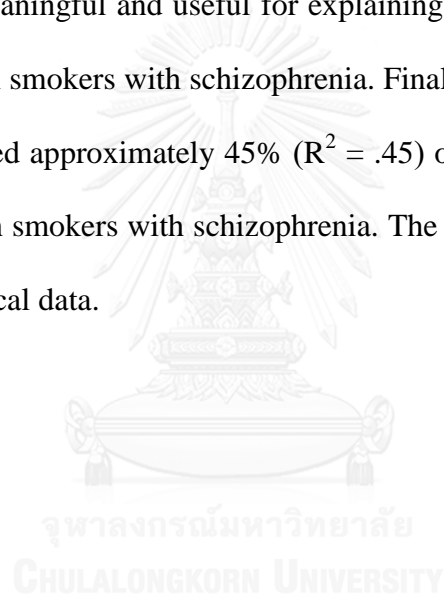 eaningful and useful for explaining
smokers with schizophrenia. Final
ed approximately 45% (R² = .45) o
n smokers with schizophrenia. The
cal data.
จุฬาลงกรณ์มหาวิทยาลัย
CHULALONGKORN UNIVERSITY